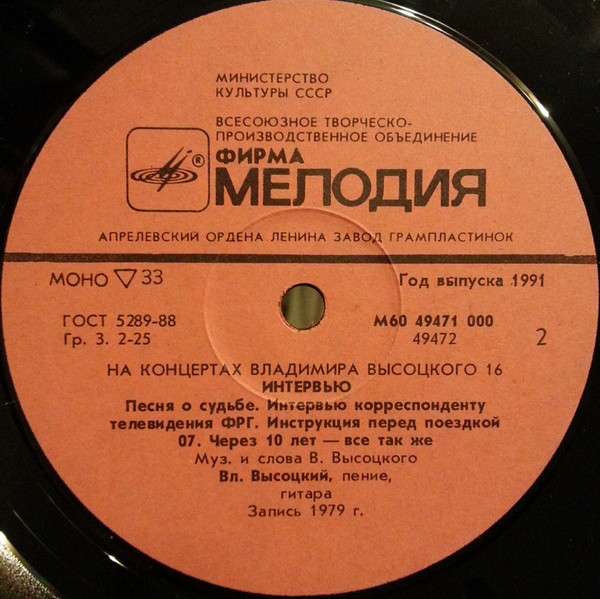 МИНИСТЕРСТВО
КУЛЬТУРЫ СССР
ВСЕСОЮЗНОЕ ТВОРЧЕСКО-
ПРОИЗВОДСТВЕННОЕ ОБЪЕДИНЕНИЕ
®
ФИРМА
МЕЛОДИЯ
АПРЕЛЕВСКИЙ ОРДЕНА ЛЕНИНА ЗАВОД ГРАМПЛАСТИНОК
МОНО ▽ 33
Год выпуска 1991
ГОСТ 5289-88
М60 49471 000
Гр. 3. 2-25
49472
2
НА КОНЦЕРТАХ ВЛАДИМИРА ВЫСОЦКОГО 16
ИНТЕРВЬЮ
Песня о судьбе. Интервью корреспонденту
телевидения ФРГ. Инструкция перед поездкой
07. Через 10 лет — все так же
Муз. и слова В. Высоцкого
Вл. Высоцкий, пение,
гитара
Запись 1979 г.